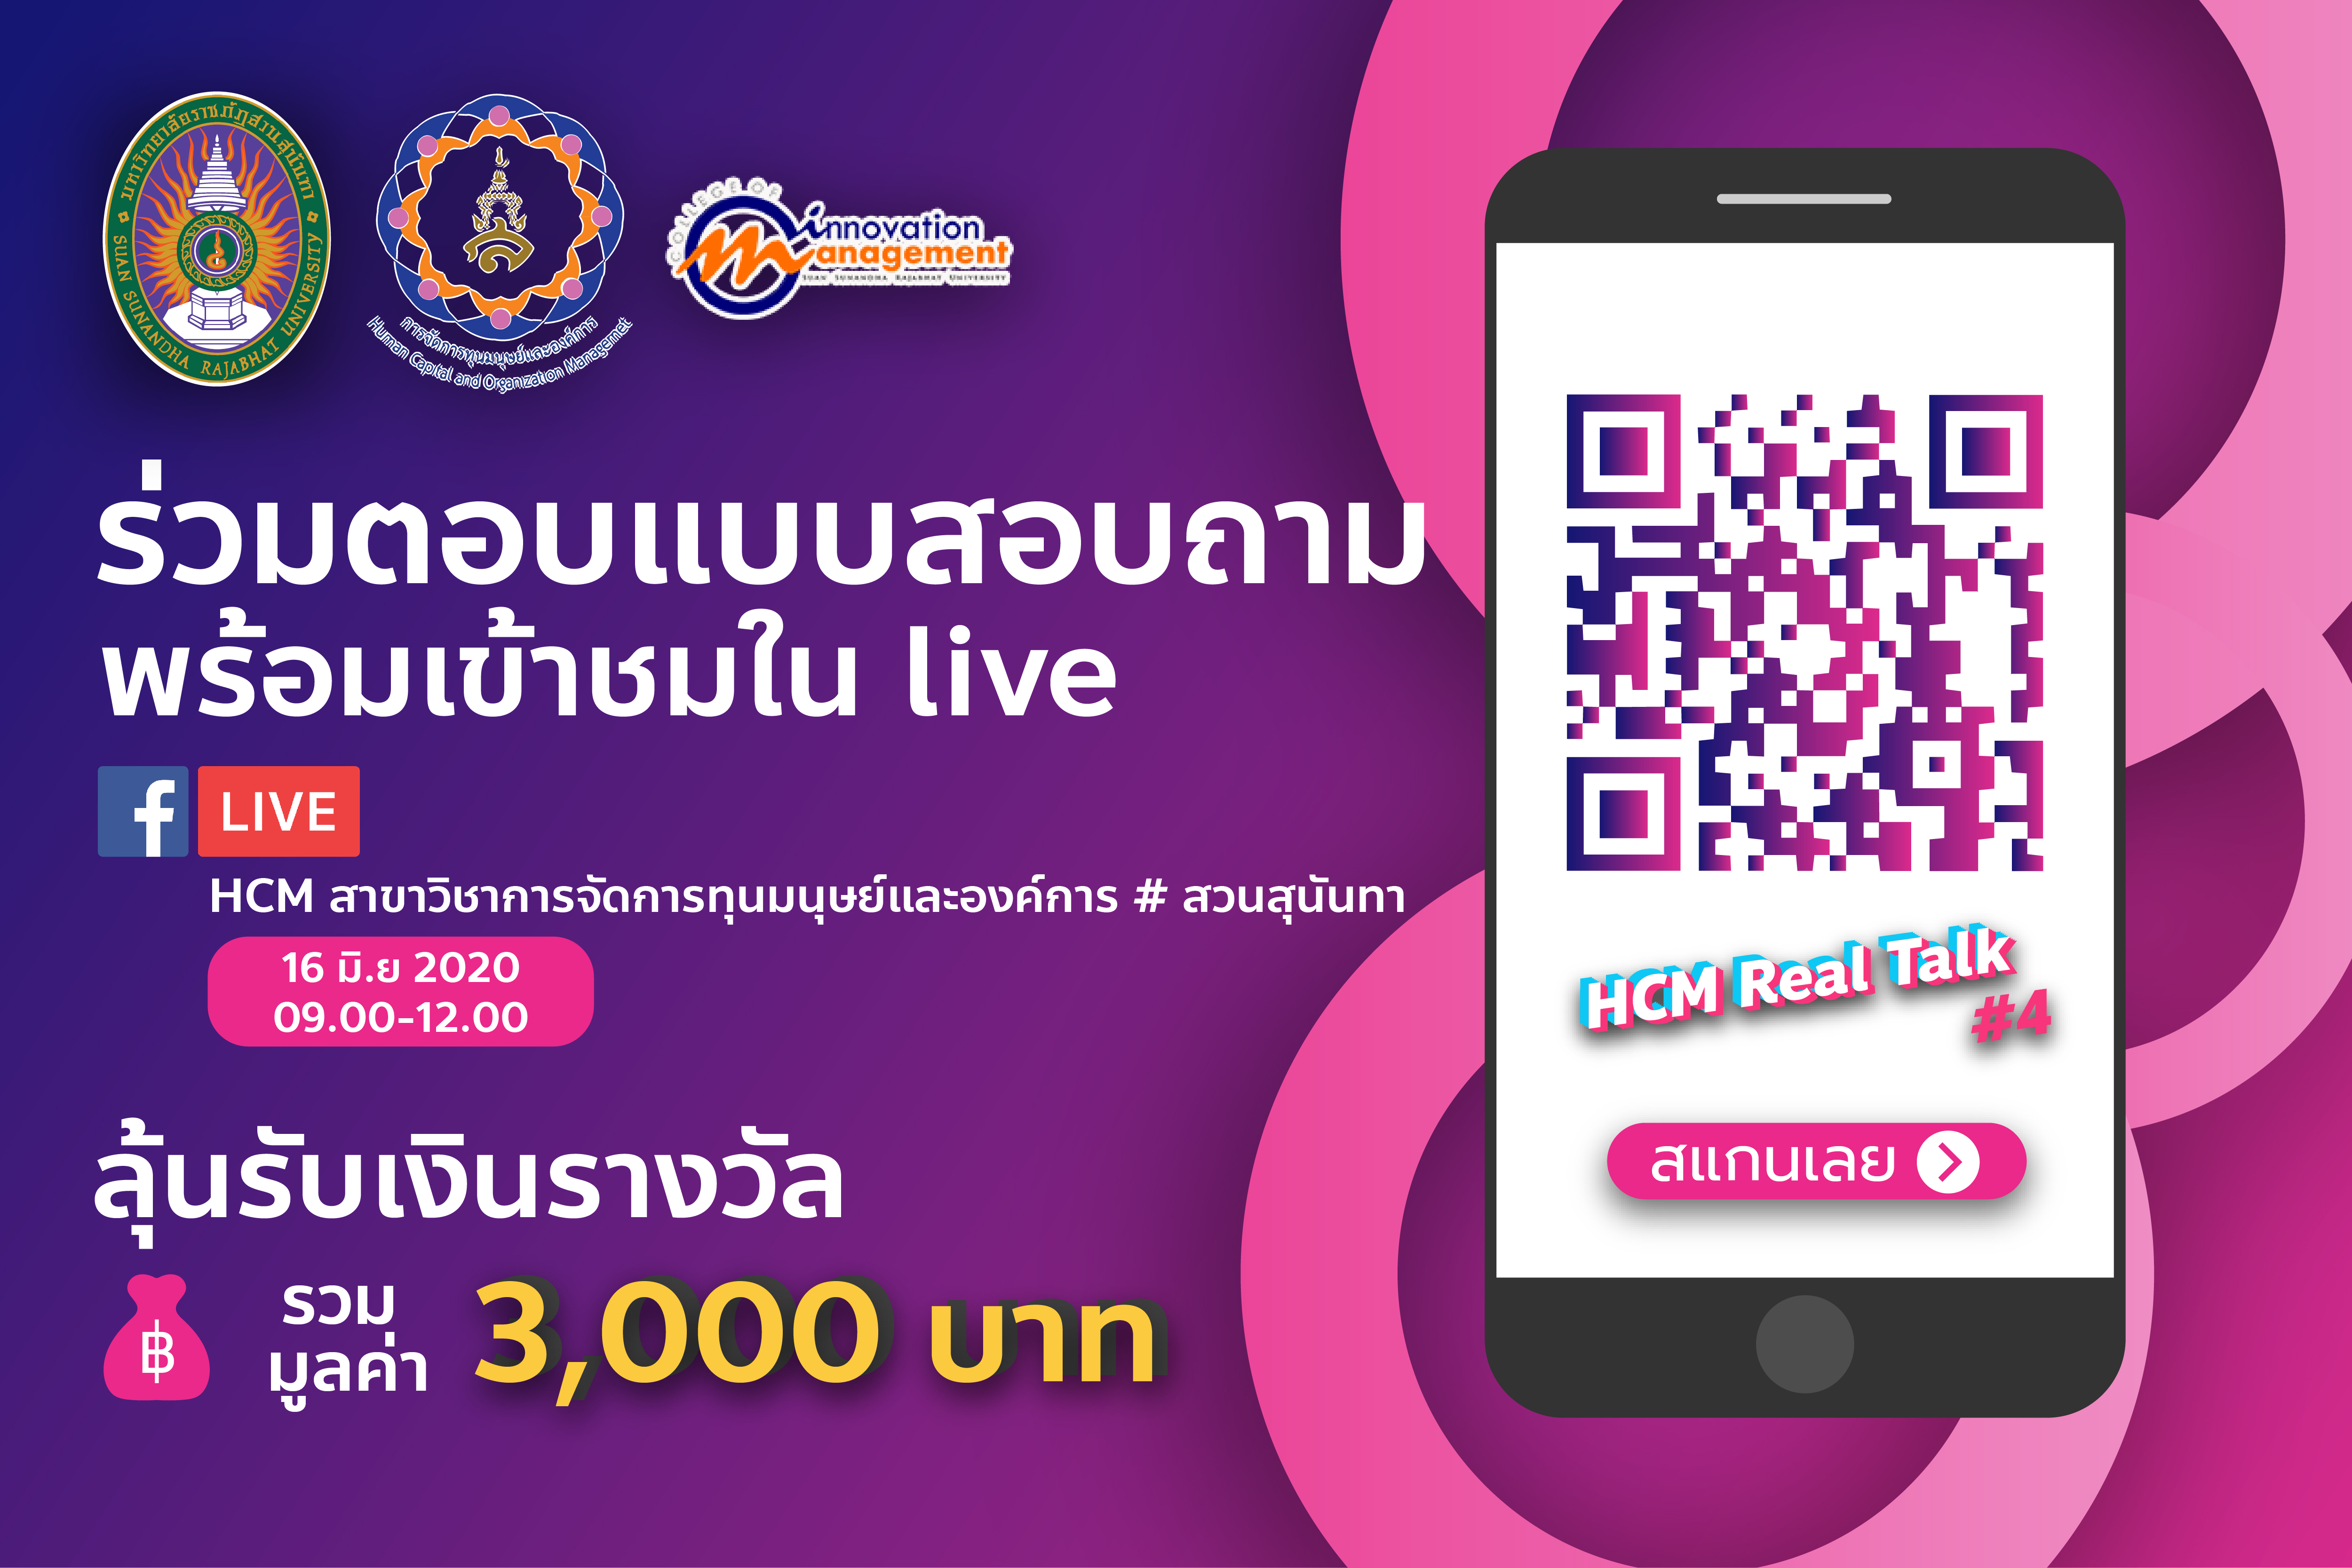 มหาวิทยาลัยราชภัฏสวนสุนันทา
SUAN SUNANDHA RAJABHAT UNIVERSITY
การจัดการทุนมนุษย์และองค์การ
Human Capital and Organization Managemet
COLLEGE OF
innovation
management
SUAN SUNANDHA RAJABHAT UNIVERSITY
ร่วมตอบแบบสอบถาม
พร้อมเข้าชมใน live
f LIVE
HCM สาขาวิชาการจัดการทุนมนุษย์และองค์การ # สวนสุนันทา
16 มิ.ย 2020
09.00-12.00
ลุ้นรับเงินรางวัล
฿
รวม
มูลค่า
3,000 บาท
HCM Real Talk
#4
สแกนเลย